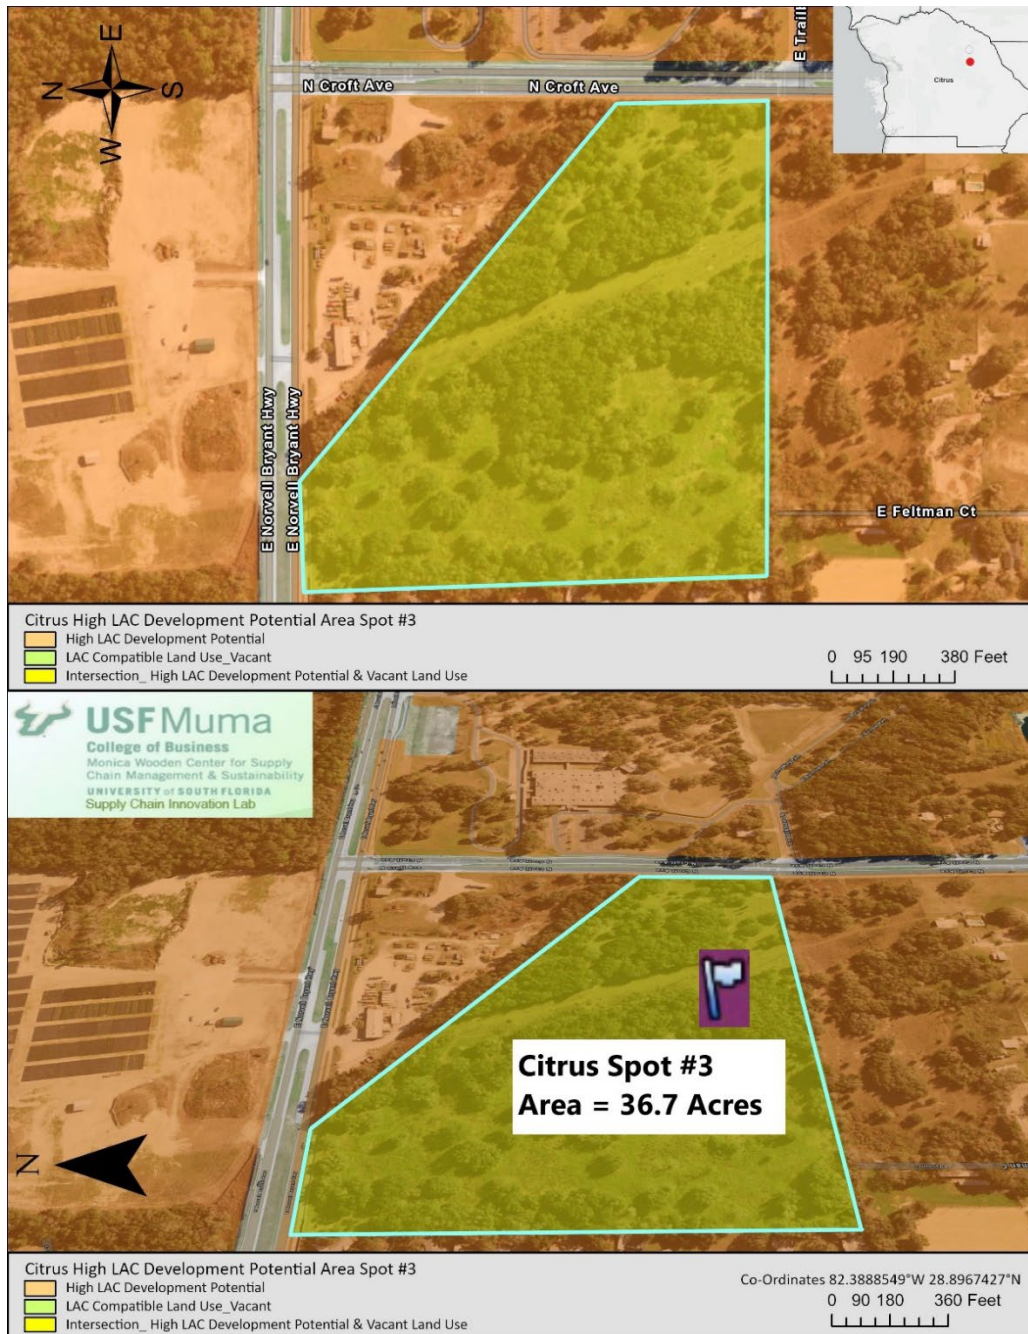 E
N
S
W
N Croft Ave
N Croft Ave
Citrus
E Norvell Bryant Hwy
E Norvell Bryant Hwy
E Feltman Ct
Citrus High LAC Development Potential Area Spot #3
High LAC Development Potential
LAC Compatible Land Use_Vacant
Intersection_ High LAC Development Potential & Vacant Land Use
0 95 190 380 Feet
USF Muma
College of Business
Monica Wooden Center for Supply
Chain Management & Sustainability
UNIVERSITY of SOUTH FLORIDA
Supply Chain Innovation Lab
Citrus Spot #3
Area = 36.7 Acres
N
Citrus High LAC Development Potential Area Spot #3
High LAC Development Potential
LAC Compatible Land Use_Vacant
Intersection_ High LAC Development Potential & Vacant Land Use
Co-Ordinates 82.3888549°W 28.8967427°N
0 90 180 360 Feet